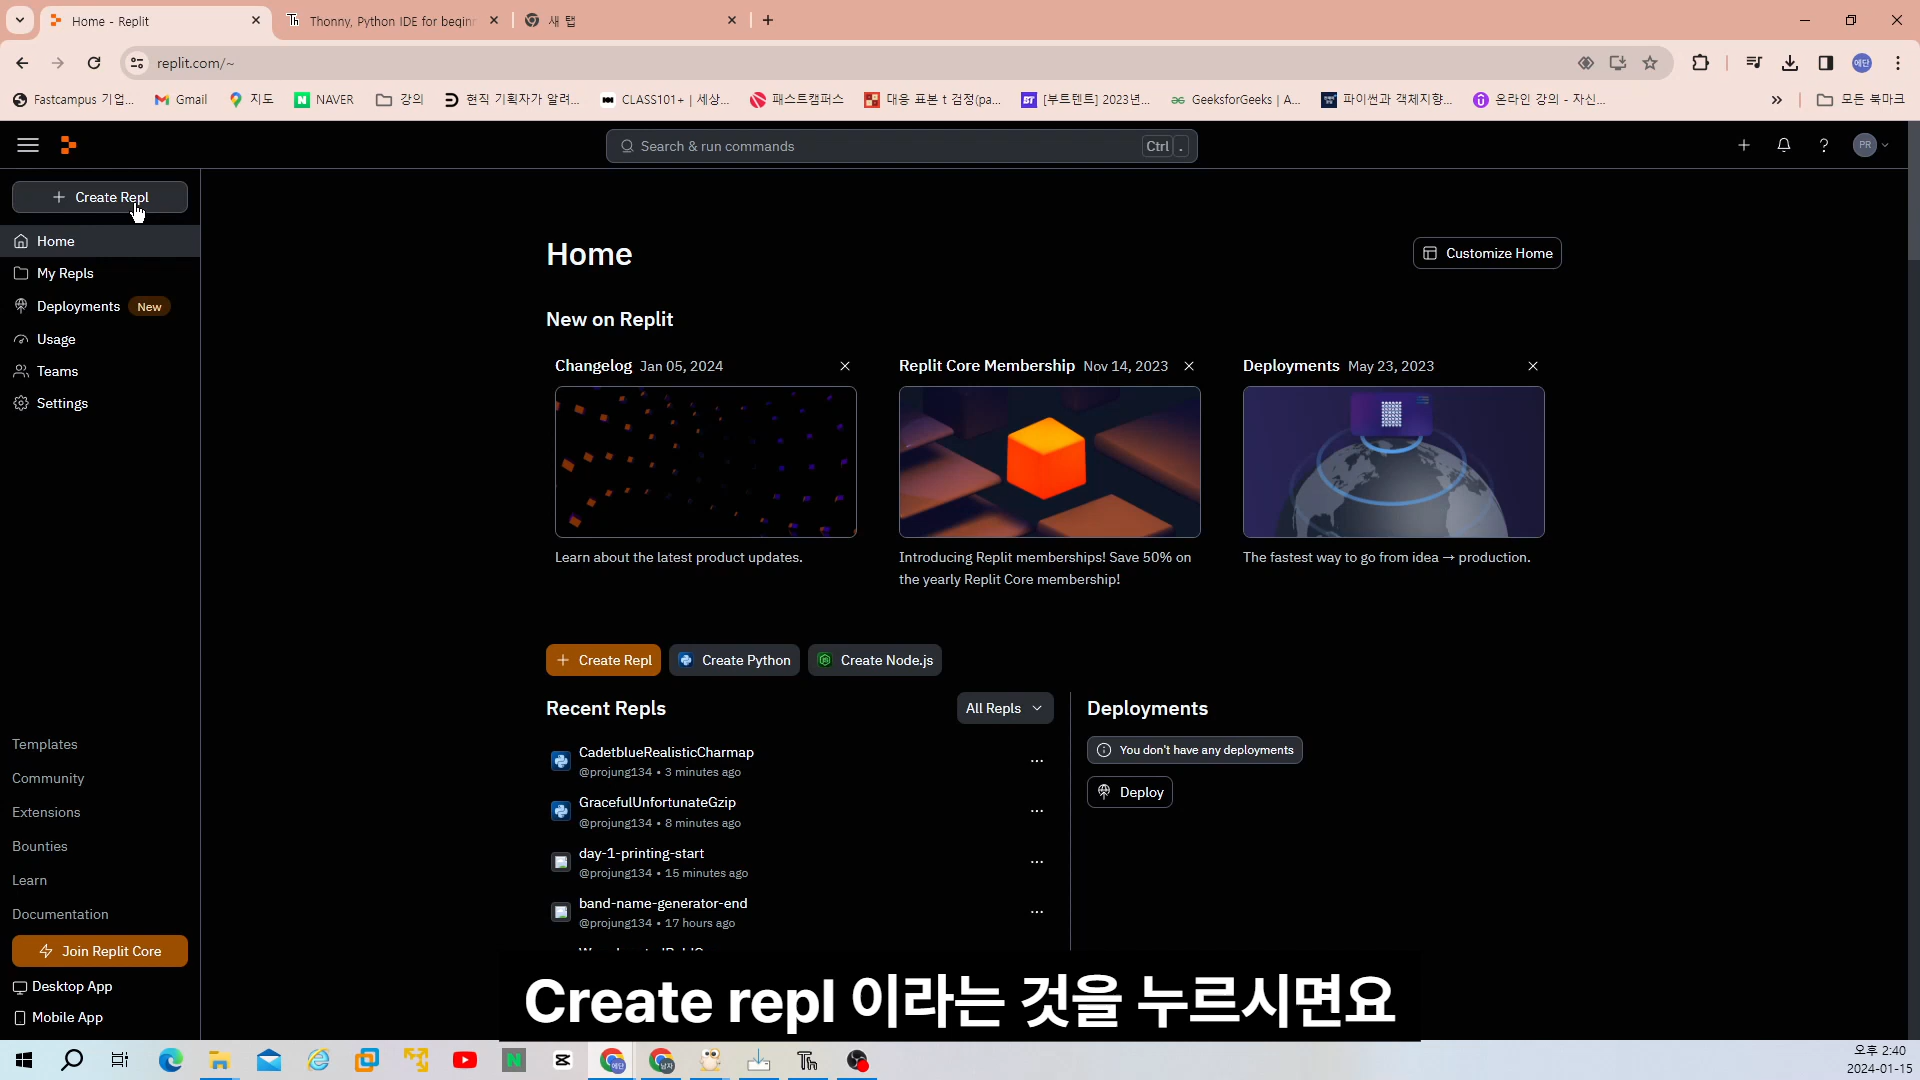 Home - Replit
Thonny, Python IDE for begin
새 탭
replit.com/~
에단
Fastcampus 기업...
Gmail
지도
NAVER
강의
현직 기획자가 알려...
CLASS101+ | 세상...
패스트캠퍼스
대응 표본 t 검정(pa...
[부트텐트] 2023년...
GeeksforGeeks | A...
파이썬과 객체지향...
온라인 강의 - 자신...
모든 북마크
Search & run commands
Ctrl .
PR
Create Repl
Home
My Repls
Deployments New
Usage
Teams
Settings
Templates
Community
Extensions
Bounties
Learn
Documentation
Join Replit Core
Desktop App
Mobile App
Home
Customize Home
New on Replit
Changelog Jan 05, 2024
Replit Core Membership Nov 14, 2023
Deployments May 23, 2023
Learn about the latest product updates.
Introducing Replit memberships! Save 50% on
the yearly Replit Core membership!
The fastest way to go from idea → production.
Create Repl
Create Python
Create Node.js
Recent Repls
All Repls
CadetblueRealisticCharmap
@projung134 • 3 minutes ago
GracefulUnfortunateGzip
@projung134 • 8 minutes ago
day-1-printing-start
@projung134 • 15 minutes ago
band-name-generator-end
@projung134 • 17 hours ago
Deployments
You don't have any deployments
Deploy
Create repl 이라는 것을 누르시면요
오후 2:40
2024-01-15